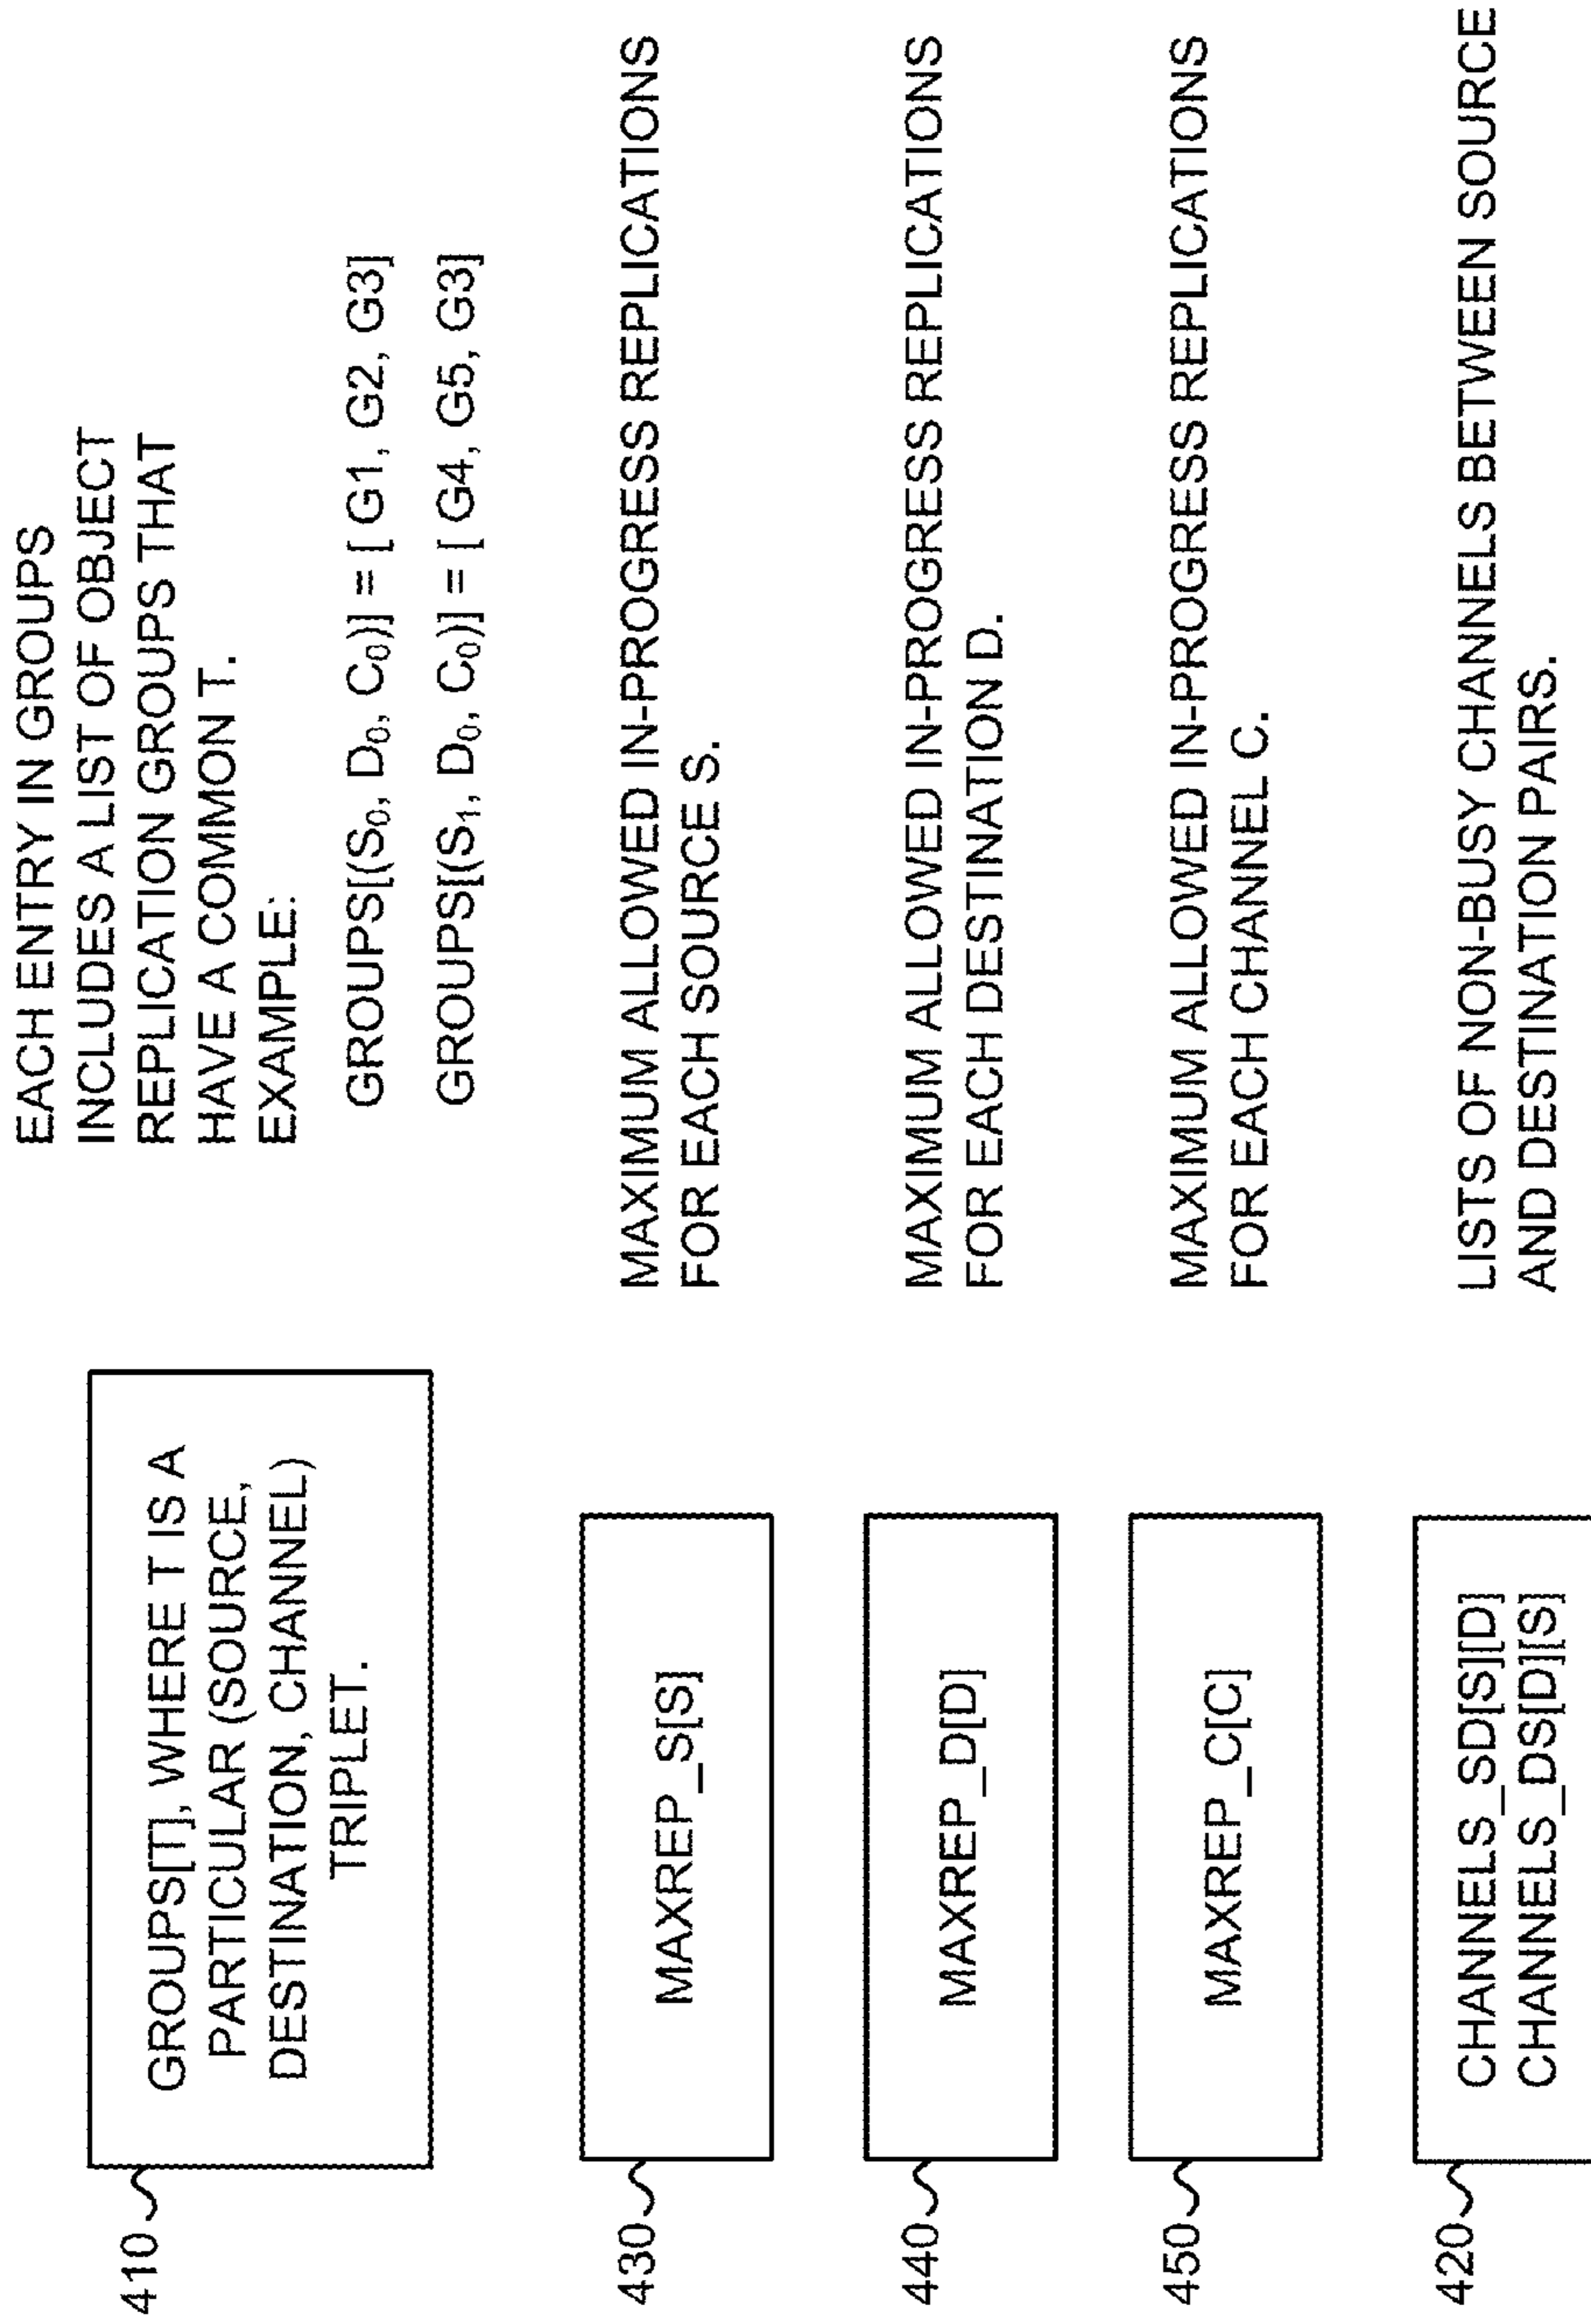 410
GROUPS[T], WHERE T IS A
PARTICULAR (SOURCE,
DESTINATION, CHANNEL)
TRIPLET.
EACH ENTRY IN GROUPS
INCLUDES A LIST OF OBJECT
REPLICATION GROUPS THAT
HAVE A COMMON T.
EXAMPLE:
GROUPS[(S₀, D₀, C₀)] = [ G1, G2, G3]
GROUPS[(S₁, D₀, C₀)] = [ G4, G5, G3]
430
MAXREP_S[S]
MAXIMUM ALLOWED IN-PROGRESS REPLICATIONS
FOR EACH SOURCE S.
440
MAXREP_D[D]
MAXIMUM ALLOWED IN-PROGRESS REPLICATIONS
FOR EACH DESTINATION D.
450
MAXREP_C[C]
MAXIMUM ALLOWED IN-PROGRESS REPLICATIONS
FOR EACH CHANNEL C.
420
CHANNELS_SD[S][D]
CHANNELS_DS[D][S]
LISTS OF NON-BUSY CHANNELS BETWEEN SOURCE
AND DESTINATION PAIRS.